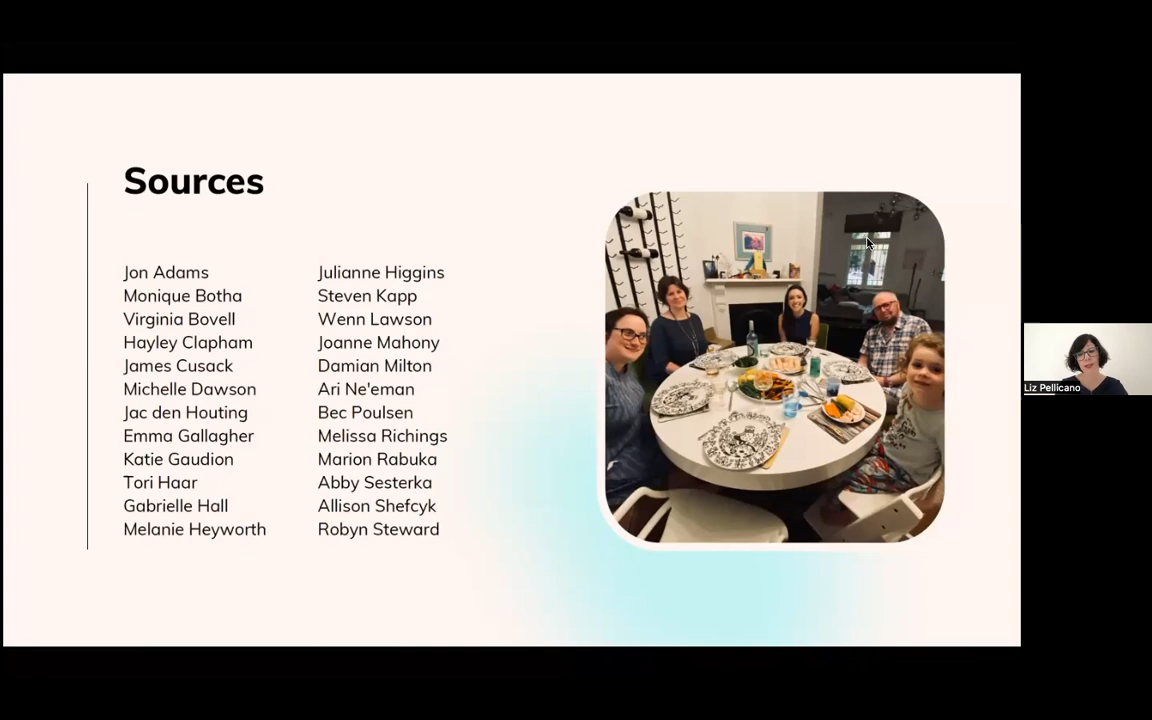 Sources
Jon Adams
Monique Botha
Virginia Bovell
Hayley Clapham
James Cusack
Michelle Dawson
Jac den Houting
Emma Gallagher
Katie Gaudion
Tori Haar
Gabrielle Hall
Melanie Heyworth
Julianne Higgins
Steven Kapp
Wenn Lawson
Joanne Mahony
Damian Milton
Ari Ne'eman
Bec Poulsen
Melissa Richings
Marion Rabuka
Abby Sesterka
Allison Shefcyk
Robyn Steward
Liz Pellicano